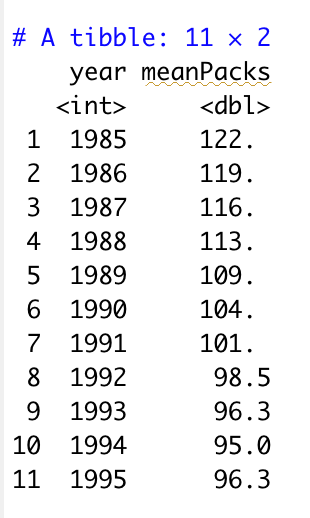 # A tibble: 11 × 2
year meanPacks
<int> <dbl>
1 1985 122.
2 1986 119.
3 1987 116.
4 1988 113.
5 1989 109.
6 1990 104.
7 1991 101.
8 1992 98.5
9 1993 96.3
10 1994 95.0
11 1995 96.3